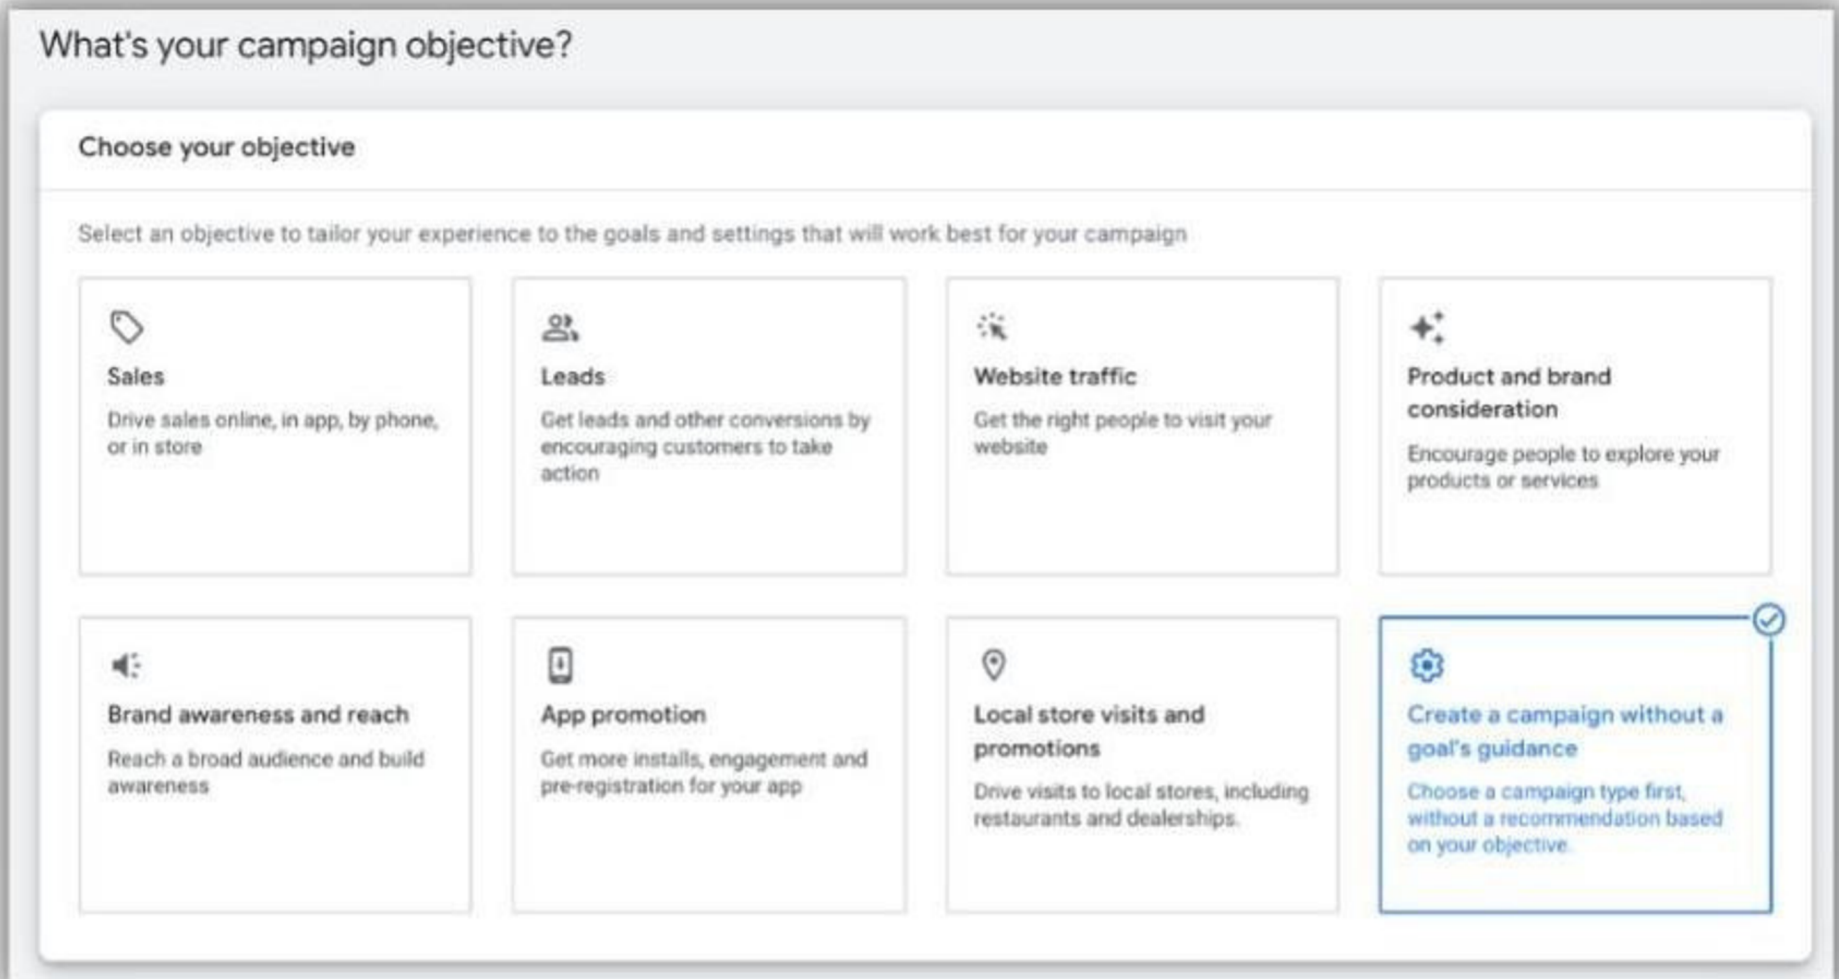 What's your campaign objective?
Choose your objective
Select an objective to tailor your experience to the goals and settings that will work best for your campaign
Sales
Drive sales online, in app, by phone,
or in store
Leads
Get leads and other conversions by
encouraging customers to take
action
Website traffic
Get the right people to visit your
website
Product and brand
consideration
Encourage people to explore your
products or services
Brand awareness and reach
Reach a broad audience and build
awareness
App promotion
Get more installs, engagement and
pre-registration for your app
Local store visits and
promotions
Drive visits to local stores, including
restaurants and dealerships.
Create a campaign without a
goal's guidance
Choose a campaign type first,
without a recommendation based
on your objective.